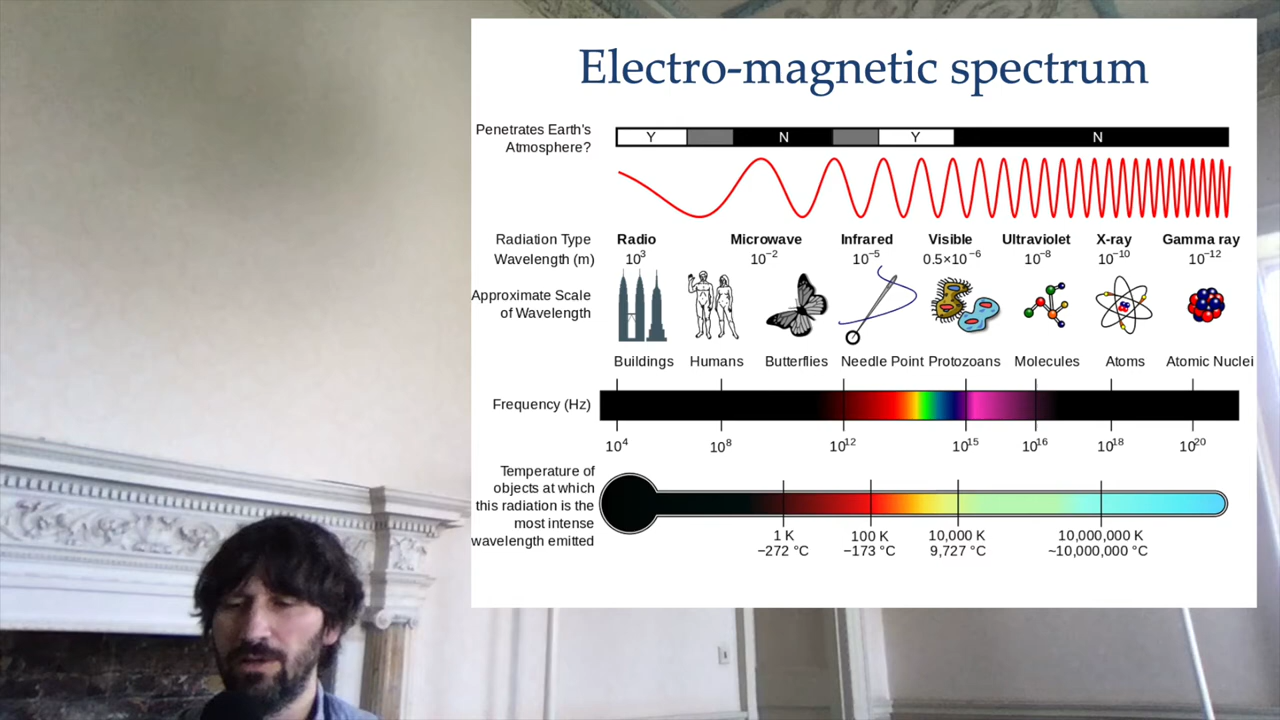 Electro-magnetic spectrum
Penetrates Earth's
Atmosphere?
Y N Y N
Radiation Type Radio Microwave Infrared Visible Ultraviolet X-ray Gamma ray
Wavelength (m) 10³ 10⁻² 10⁻⁵ 0.5×10⁻⁶ 10⁻⁸ 10⁻¹⁰ 10⁻¹²
Approximate Scale
of Wavelength
Buildings Humans Butterflies Needle Point Protozoans Molecules Atoms Atomic Nuclei
Frequency (Hz)
10⁴ 10⁸ 10¹² 10¹⁵ 10¹⁶ 10¹⁸ 10²⁰
Temperature of
objects at which
this radiation is the
most intense
wavelength emitted
1 K 100 K 10,000 K 10,000,000 K
−272 °C −173 °C 9,727 °C ~10,000,000 °C